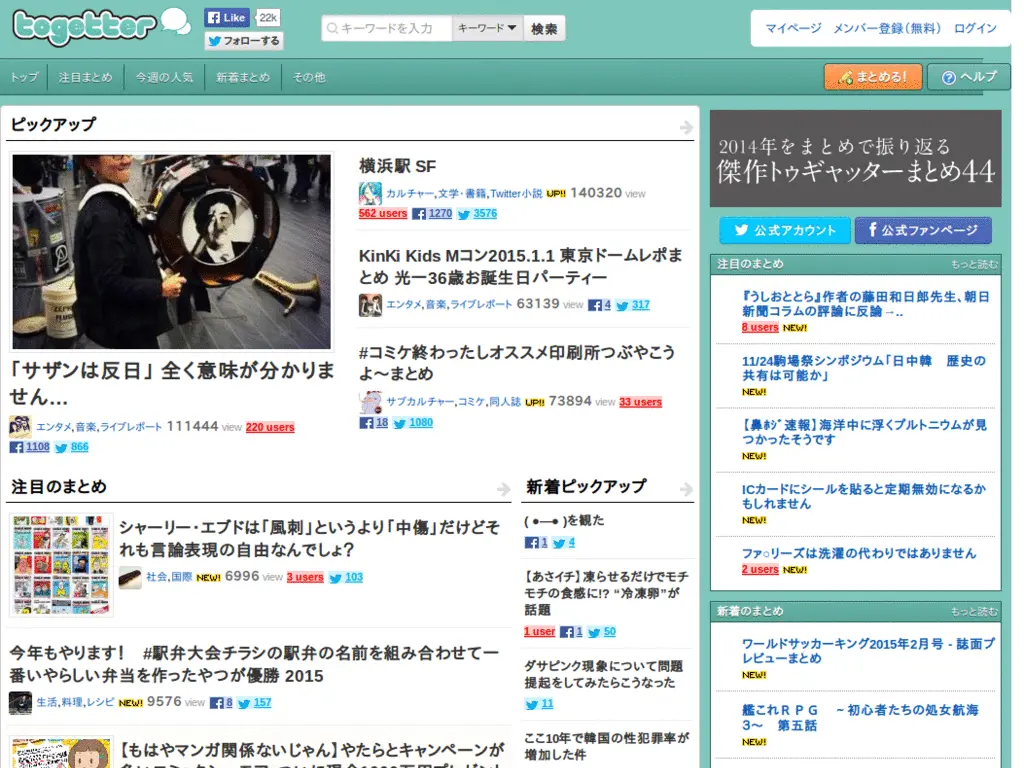 togetter
Like 22k
フォローする
キーワードを入力 キーワード 検索
マイページ メンバー登録(無料) ログイン
トップ 注目まとめ 今週の人気 新着まとめ その他
まとめる! ヘルプ
ピックアップ
「サザンは反日」 全く意味が分かりま
せん...
エンタメ,音楽,ライブレポート 111444 view 220 users
1108 866
横浜駅 SF
カルチャー,文学・書籍,Twitter小説 UP!! 140320 view
562 users 1270 3576
KinKi Kids Mコン2015.1.1 東京ドームレポま
とめ 光一36歳お誕生日パーティー
エンタメ,音楽,ライブレポート 63139 view 4 317
#コミケ終わったしオススメ印刷所つぶやこう
よ〜まとめ
サブカルチャー,コミケ,同人誌 UP!! 73894 view 33 users
18 1080
注目のまとめ
シャーリー・エブドは「風刺」というより「中傷」だけどそ
れも言論表現の自由なんでしょ?
社会,国際 NEW! 6996 view 3 users 103
今年もやります! #駅弁大会チラシの駅弁の名前を組み合わせて一
番いやらしい弁当を作ったやつが優勝 2015
生活,料理,レシピ NEW! 9576 view 8 157
【もはやマンガ関係ないじゃん】やたらとキャンペーンが
新着ピックアップ
( ●―● )を観た
1 4
【あさイチ】凍らせるだけでモチ
モチの食感に!? “冷凍卵”が
話題
1 user 1 50
ダサピンク現象について問題
提起をしてみたらこうなった
11
ここ10年で韓国の性犯罪率が
増加した件
2014年をまとめで振り返る
傑作トゥギャッターまとめ44
公式アカウント 公式ファンページ
注目のまとめ もっと読む
『うしおととら』作者の藤田和日郎先生、朝日
新聞コラムの評論に反論→..
8 users NEW!
11/24駒場祭シンポジウム「日中韓 歴史の
共有は可能か」
NEW!
【鼻ﾎｼﾞ速報】海洋中に浮くプルトニウムが見
つかったそうです
NEW!
ICカードにシールを貼ると定期無効になるか
もしれません
NEW!
ファ○リーズは洗濯の代わりではありません
2 users NEW!
新着のまとめ もっと読む
ワールドサッカーキング2015年2月号 - 誌面プ
レビューまとめ
NEW!
艦これＲＰＧ ~初心者たちの処女航海
3~ 第五話
NEW!